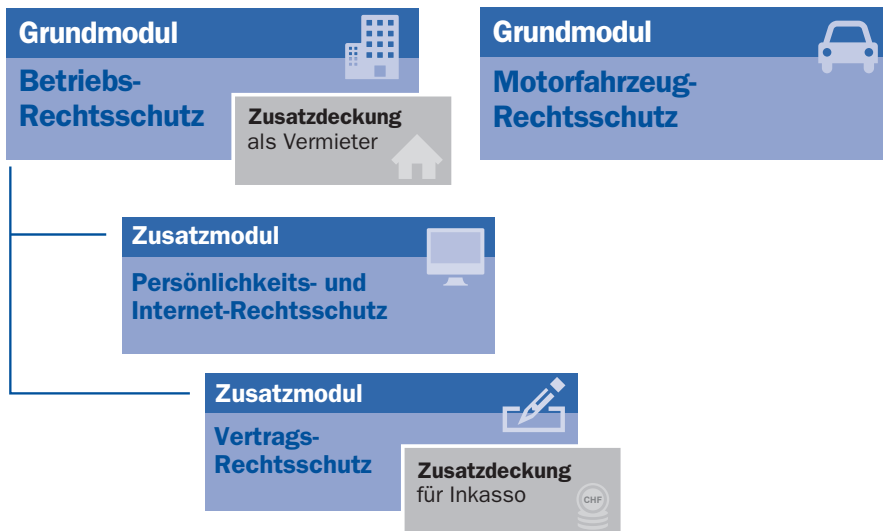 Grundmodul
Betriebs-
Rechtsschutz
Zusatzdeckung
als Vermieter
Grundmodul
Motorfahrzeug-
Rechtsschutz
Zusatzmodul
Persönlichkeits- und
Internet-Rechtsschutz
Zusatzmodul
Vertrags-
Rechtsschutz
Zusatzdeckung
für Inkasso
CHF